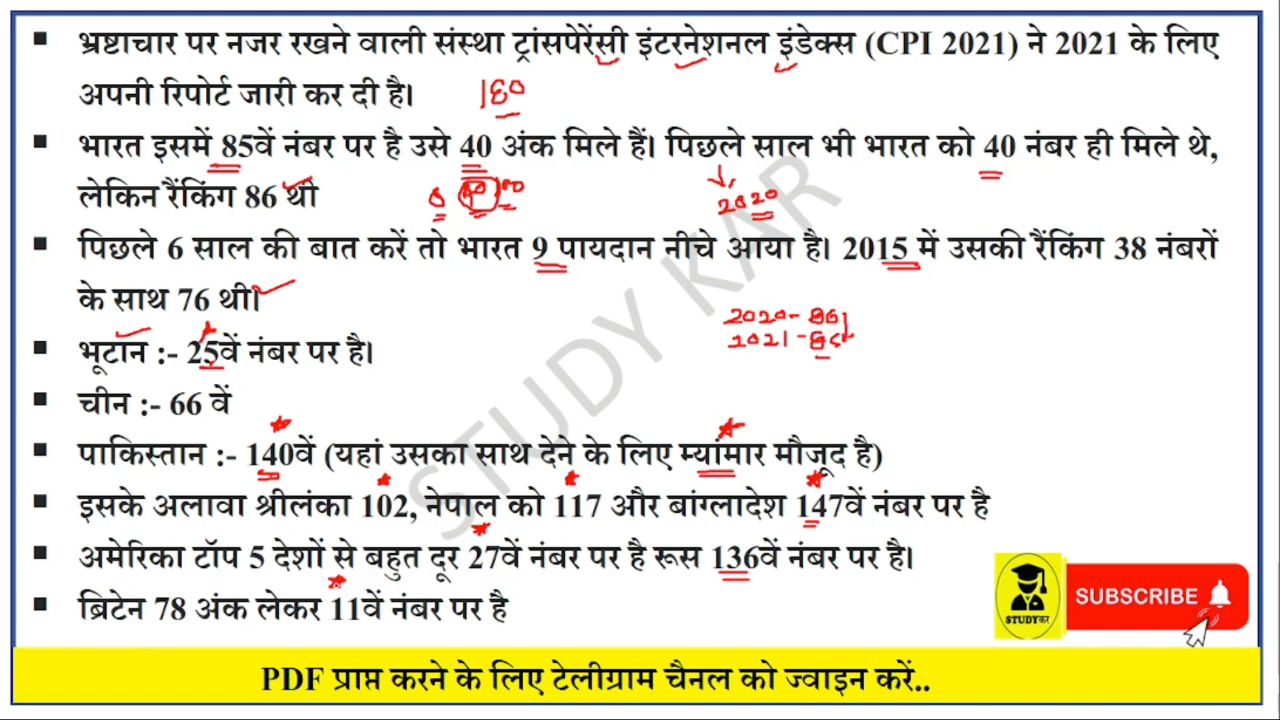 ▪ भ्रष्टाचार पर नजर रखने वाली संस्था ट्रांसपेरेंसी इंटरनेशनल इंडेक्स (CPI 2021) ने 2021 के लिए
अपनी रिपोर्ट जारी कर दी है।
180
▪ भारत इसमें 85वें नंबर पर है उसे 40 अंक मिले हैं। पिछले साल भी भारत को 40 नंबर ही मिले थे,
लेकिन रैंकिंग 86 थी
2020
▪ पिछले 6 साल की बात करें तो भारत 9 पायदान नीचे आया है। 2015 में उसकी रैंकिंग 38 नंबरों
के साथ 76 थी।
2020- 86
2021-85
▪ भूटान :- 25वें नंबर पर है।
▪ चीन :- 66 वें
▪ पाकिस्तान :- 140वें (यहां उसका साथ देने के लिए म्यांमार मौजूद है)
▪ इसके अलावा श्रीलंका 102, नेपाल को 117 और बांग्लादेश 147वें नंबर पर है
▪ अमेरिका टॉप 5 देशों से बहुत दूर 27वें नंबर पर है रूस 136वें नंबर पर है।
▪ ब्रिटेन 78 अंक लेकर 11वें नंबर पर है
STUDY KAR
STUDYकर
SUBSCRIBE
PDF प्राप्त करने के लिए टेलीग्राम चैनल को ज्वाइन करें..